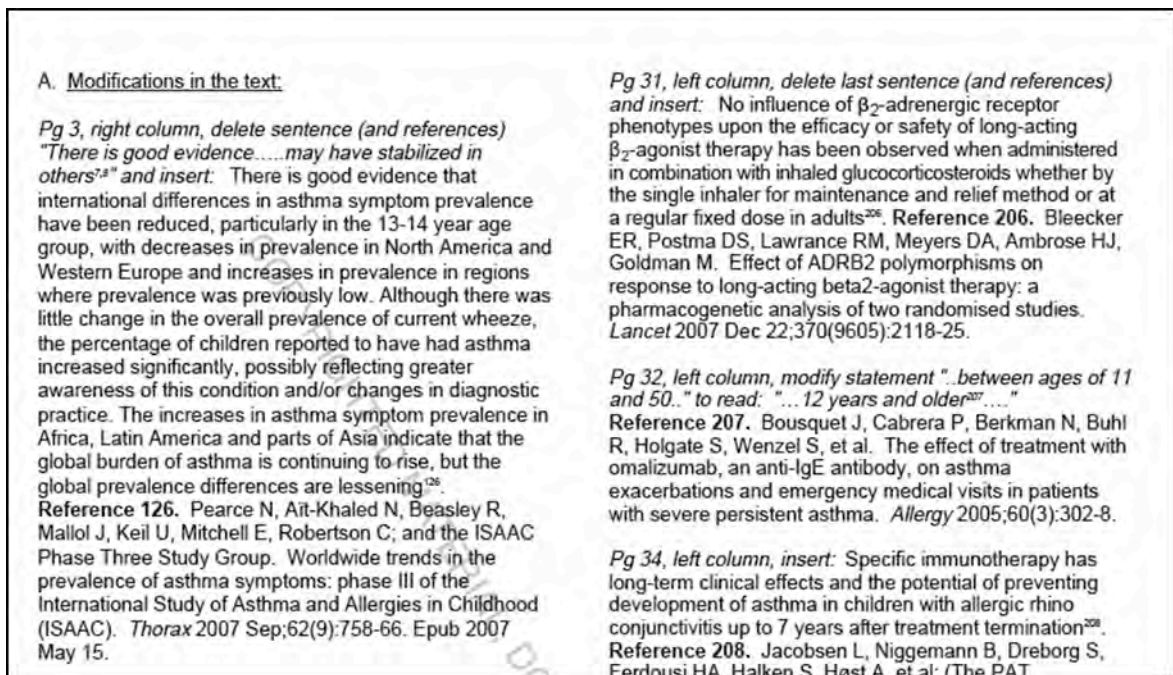 A. Modifications in the text:
Pg 3, right column, delete sentence (and references)
"There is good evidence.....may have stabilized in
others⁷,⁸" and insert: There is good evidence that
international differences in asthma symptom prevalence
have been reduced, particularly in the 13-14 year age
group, with decreases in prevalence in North America and
Western Europe and increases in prevalence in regions
where prevalence was previously low. Although there was
little change in the overall prevalence of current wheeze,
the percentage of children reported to have had asthma
increased significantly, possibly reflecting greater
awareness of this condition and/or changes in diagnostic
practice. The increases in asthma symptom prevalence in
Africa, Latin America and parts of Asia indicate that the
global burden of asthma is continuing to rise, but the
global prevalence differences are lessening¹²⁶.
Reference 126. Pearce N, Aït-Khaled N, Beasley R,
Mallol J, Keil U, Mitchell E, Robertson C; and the ISAAC
Phase Three Study Group. Worldwide trends in the
prevalence of asthma symptoms: phase III of the
International Study of Asthma and Allergies in Childhood
(ISAAC). Thorax 2007 Sep;62(9):758-66. Epub 2007
May 15.
Pg 31, left column, delete last sentence (and references)
and insert: No influence of β₂-adrenergic receptor
phenotypes upon the efficacy or safety of long-acting
β₂-agonist therapy has been observed when administered
in combination with inhaled glucocorticosteroids whether by
the single inhaler for maintenance and relief method or at
a regular fixed dose in adults²⁰⁶. Reference 206. Bleecker
ER, Postma DS, Lawrance RM, Meyers DA, Ambrose HJ,
Goldman M. Effect of ADRB2 polymorphisms on
response to long-acting beta2-agonist therapy: a
pharmacogenetic analysis of two randomised studies.
Lancet 2007 Dec 22;370(9605):2118-25.
Pg 32, left column, modify statement "..between ages of 11
and 50.." to read: "...12 years and older²⁰⁷...."
Reference 207. Bousquet J, Cabrera P, Berkman N, Buhl
R, Holgate S, Wenzel S, et al. The effect of treatment with
omalizumab, an anti-IgE antibody, on asthma
exacerbations and emergency medical visits in patients
with severe persistent asthma. Allergy 2005;60(3):302-8.
Pg 34, left column, insert: Specific immunotherapy has
long-term clinical effects and the potential of preventing
development of asthma in children with allergic rhino
conjunctivitis up to 7 years after treatment termination²⁰⁸.
Reference 208. Jacobsen L, Niggemann B, Dreborg S,
Ferdousi HA, Halken S, Høst A, et al; (The PAT
COPYRIGHTED MATERIAL, DO